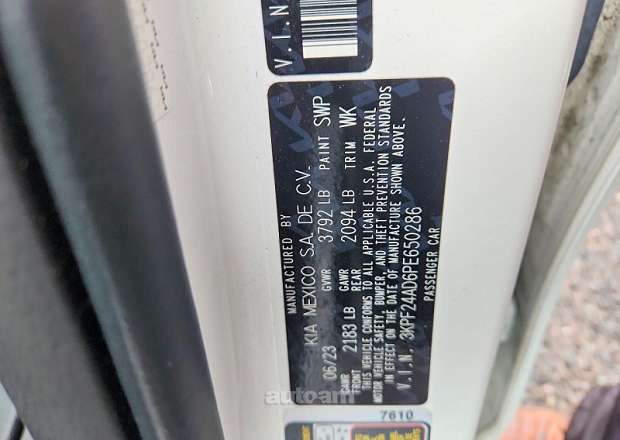 V.I.N
MANUFACTURED BY
KIA MEXICO S.A. DE C.V.
06/23 GVWR 3792 LB PAINT SWP
GAWR FRONT 2183 LB GAWR REAR 2094 LB TRIM WK
THIS VEHICLE CONFORMS TO ALL APPLICABLE U.S.A. FEDERAL
MOTOR VEHICLE SAFETY, BUMPER, AND THEFT PREVENTION STANDARDS
IN EFFECT ON THE DATE OF MANUFACTURE SHOWN ABOVE.
V.I.N. 3KPF24AD6PE650286
PASSENGER CAR
7610